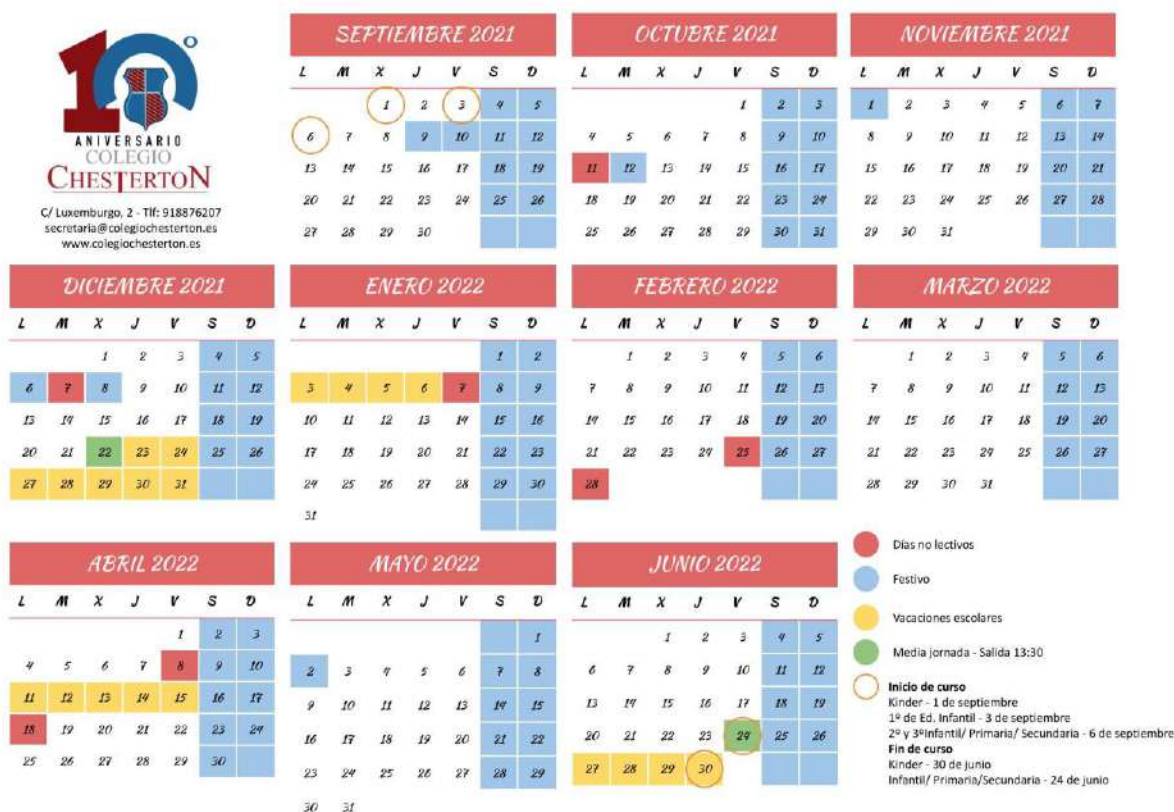 10º
ANIVERSARIO
COLEGIO
CHESTERTON
C/ Luxemburgo, 2 - Tlf: 918876207
secretaria@colegiochesterton.es
www.colegiochesterton.es
SEPTIEMBRE 2021
L M X J V S D
1 2 3 4 5
6 7 8 9 10 11 12
13 14 15 16 17 18 19
20 21 22 23 24 25 26
27 28 29 30
OCTUBRE 2021
L M X J V S D
1 2 3
4 5 6 7 8 9 10
11 12 13 14 15 16 17
18 19 20 21 22 23 24
25 26 27 28 29 30 31
NOVIEMBRE 2021
L M X J V S D
1 2 3 4 5 6 7
8 9 10 11 12 13 14
15 16 17 18 19 20 21
22 23 24 25 26 27 28
29 30 31
DICIEMBRE 2021
L M X J V S D
1 2 3 4 5
6 7 8 9 10 11 12
13 14 15 16 17 18 19
20 21 22 23 24 25 26
27 28 29 30 31
ENERO 2022
L M X J V S D
1 2
3 4 5 6 7 8 9
10 11 12 13 14 15 16
17 18 19 20 21 22 23
24 25 26 27 28 29 30
31
FEBRERO 2022
L M X J V S D
1 2 3 4 5 6
7 8 9 10 11 12 13
14 15 16 17 18 19 20
21 22 23 24 25 26 27
28
MARZO 2022
L M X J V S D
1 2 3 4 5 6
7 8 9 10 11 12 13
14 15 16 17 18 19 20
21 22 23 24 25 26 27
28 29 30 31
ABRIL 2022
L M X J V S D
1 2 3
4 5 6 7 8 9 10
11 12 13 14 15 16 17
18 19 20 21 22 23 24
25 26 27 28 29 30
MAYO 2022
L M X J V S D
1
2 3 4 5 6 7 8
9 10 11 12 13 14 15
16 17 18 19 20 21 22
23 24 25 26 27 28 29
30 31
JUNIO 2022
L M X J V S D
1 2 3 4 5
6 7 8 9 10 11 12
13 14 15 16 17 18 19
20 21 22 23 24 25 26
27 28 29 30
Días no lectivos
Festivo
Vacaciones escolares
Media jornada - Salida 13:30
Inicio de curso
Kinder - 1 de septiembre
1º de Ed. Infantil - 3 de septiembre
2º y 3ºInfantil/ Primaria/ Secundaria - 6 de septiembre
Fin de curso
Kinder - 30 de junio
Infantil/ Primaria/Secundaria - 24 de junio